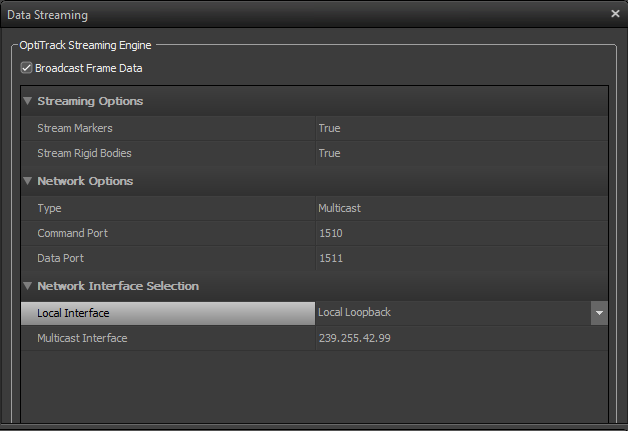 Data Streaming
OptiTrack Streaming Engine
Broadcast Frame Data
Streaming Options
Stream Markers True
Stream Rigid Bodies True
Network Options
Type Multicast
Command Port 1510
Data Port 1511
Network Interface Selection
Local Interface Local Loopback
Multicast Interface 239.255.42.99